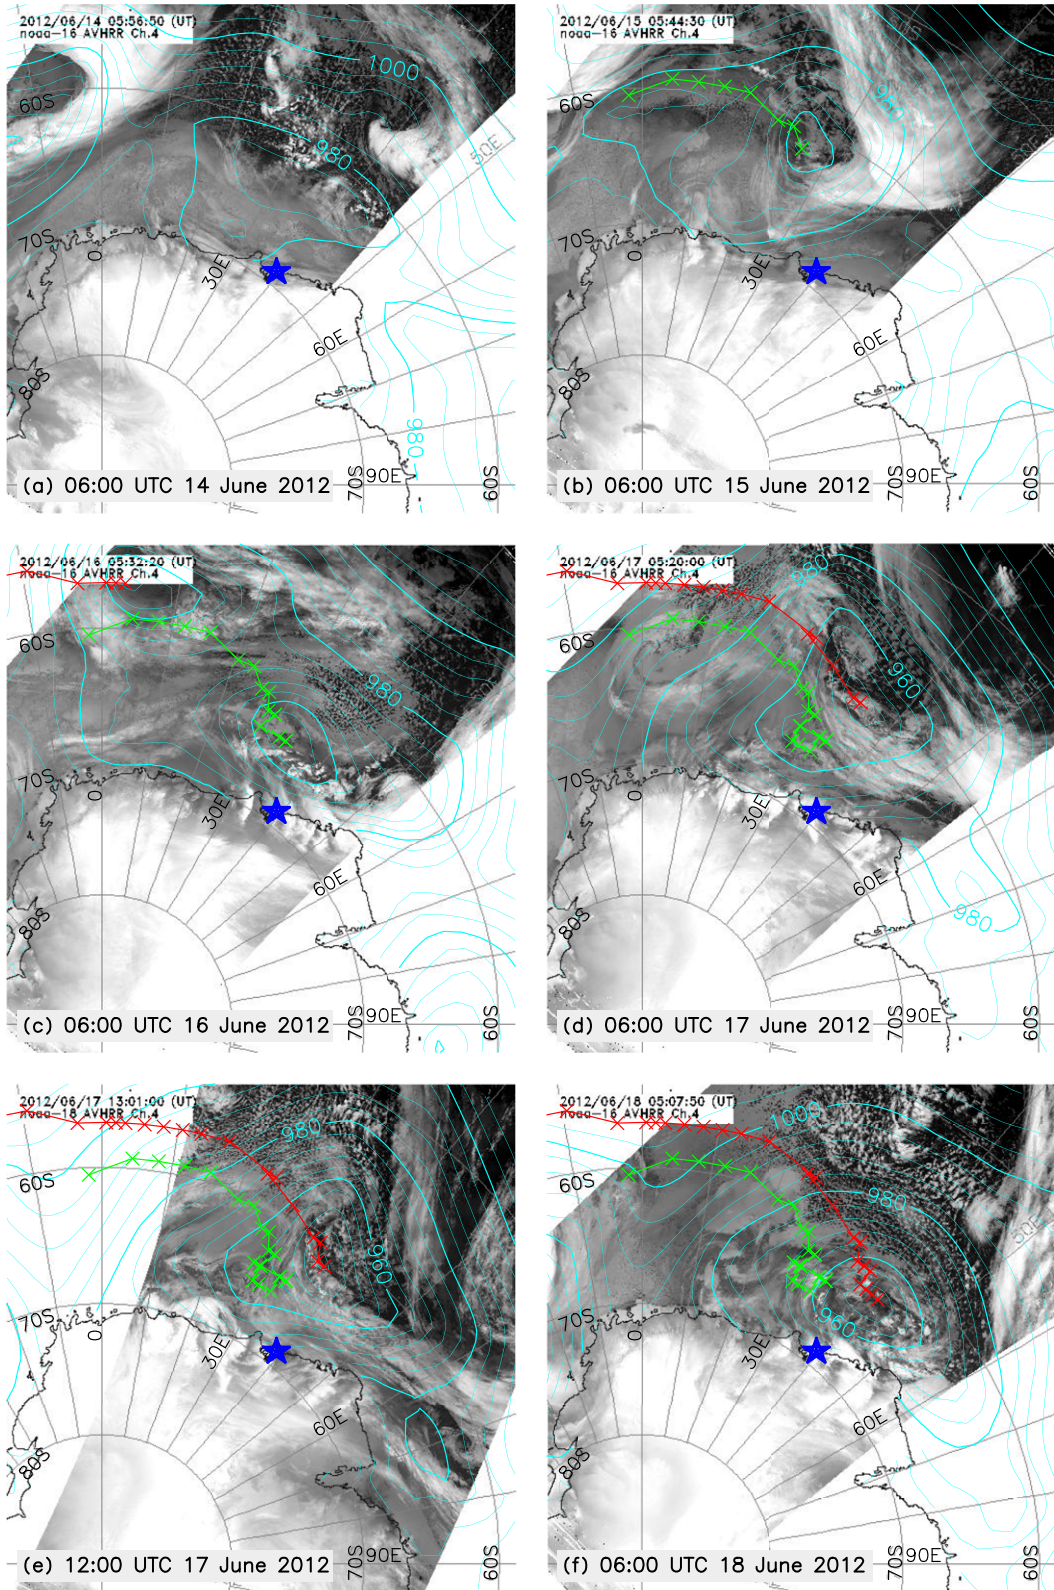 2012/06/14 05:56:50 (UT)
noaa-16 AVHRR Ch.4
1000
980
60S
50E
70S
0
30E
60E
80S
980
70S
90E
60S
(a) 06:00 UTC 14 June 2012
2012/06/15 05:44:30 (UT)
noaa-16 AVHRR Ch.4
980
60S
70S
0
30E
60E
80S
70S
90E
60S
(b) 06:00 UTC 15 June 2012
2012/06/16 05:32:20 (UT)
noaa-16 AVHRR Ch.4
60S
980
70S
0
30E
60E
80S
70S
90E
60S
(c) 06:00 UTC 16 June 2012
2012/06/17 05:20:00 (UT)
noaa-16 AVHRR Ch.4
980
60S
960
70S
0
30E
60E
80S
980
70S
90E
60S
(d) 06:00 UTC 17 June 2012
2012/06/17 13:01:00 (UT)
noaa-18 AVHRR Ch.4
980
60S
960
70S
0
30E
60E
80S
70S
90E
60S
(e) 12:00 UTC 17 June 2012
2012/06/18 05:07:50 (UT)
noaa-16 AVHRR Ch.4
1000
60S
980
50E
70S
0
30E
960
60E
80S
70S
90E
60S
(f) 06:00 UTC 18 June 2012